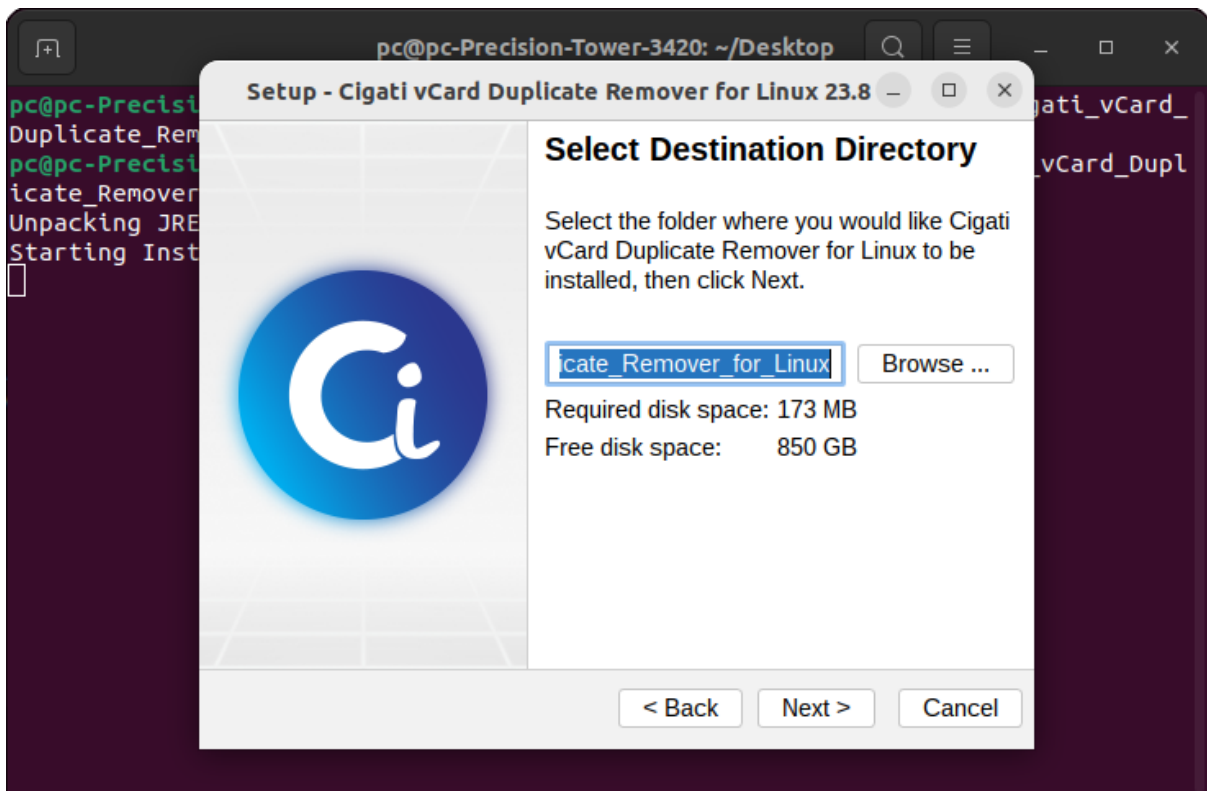 pc@pc-Precision-Tower-3420: ~/Desktop
Setup - Cigati vCard Duplicate Remover for Linux 23.8
pc@pc-Precisi gati_vCard_
Duplicate_Rem
pc@pc-Precisi _vCard_Dupl
icate_Remover
Unpacking JRE
Starting Inst
Ci
Select Destination Directory
Select the folder where you would like Cigati
vCard Duplicate Remover for Linux to be
installed, then click Next.
icate_Remover_for_Linux Browse ...
Required disk space: 173 MB
Free disk space: 850 GB
< Back Next > Cancel